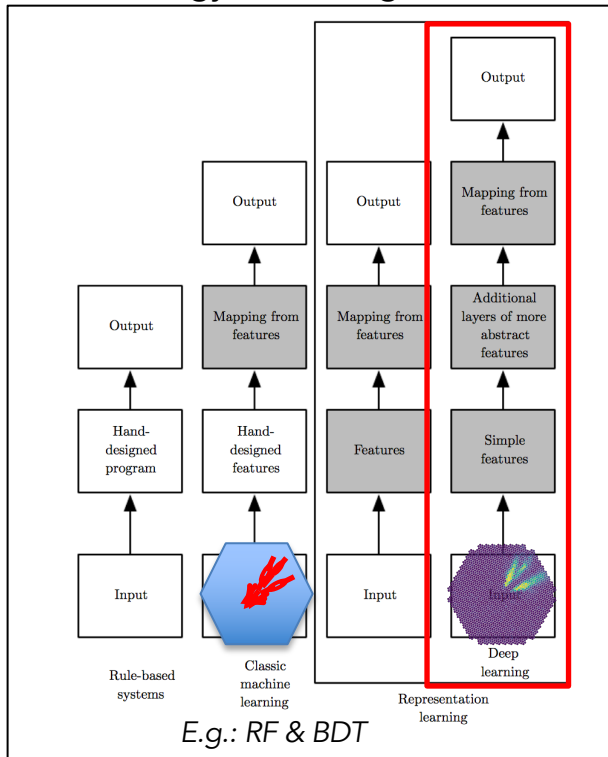 Output
Hand-
designed
program
Input
Rule-based
systems
Output
Mapping from
features
Hand-
designed
features
Classic
machine
learning
E.g.: RF & BDT
Output
Mapping from
features
Features
Input
Output
Mapping from
features
Additional
layers of more
abstract
features
Simple
features
Input
Deep
learning
Representation
learning